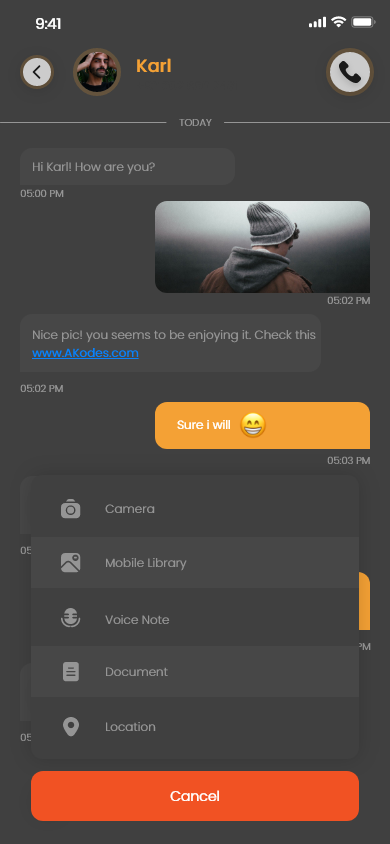 9:41
Karl
TODAY
Hi Karl! How are you?
05:00 PM
05:02 PM
Nice pic! you seems to be enjoying it. Check this
www.AKodes.com
05:02 PM
Sure i will
05:03 PM
Camera
05
Mobile Library
Voice Note
PM
Document
Location
05
Cancel